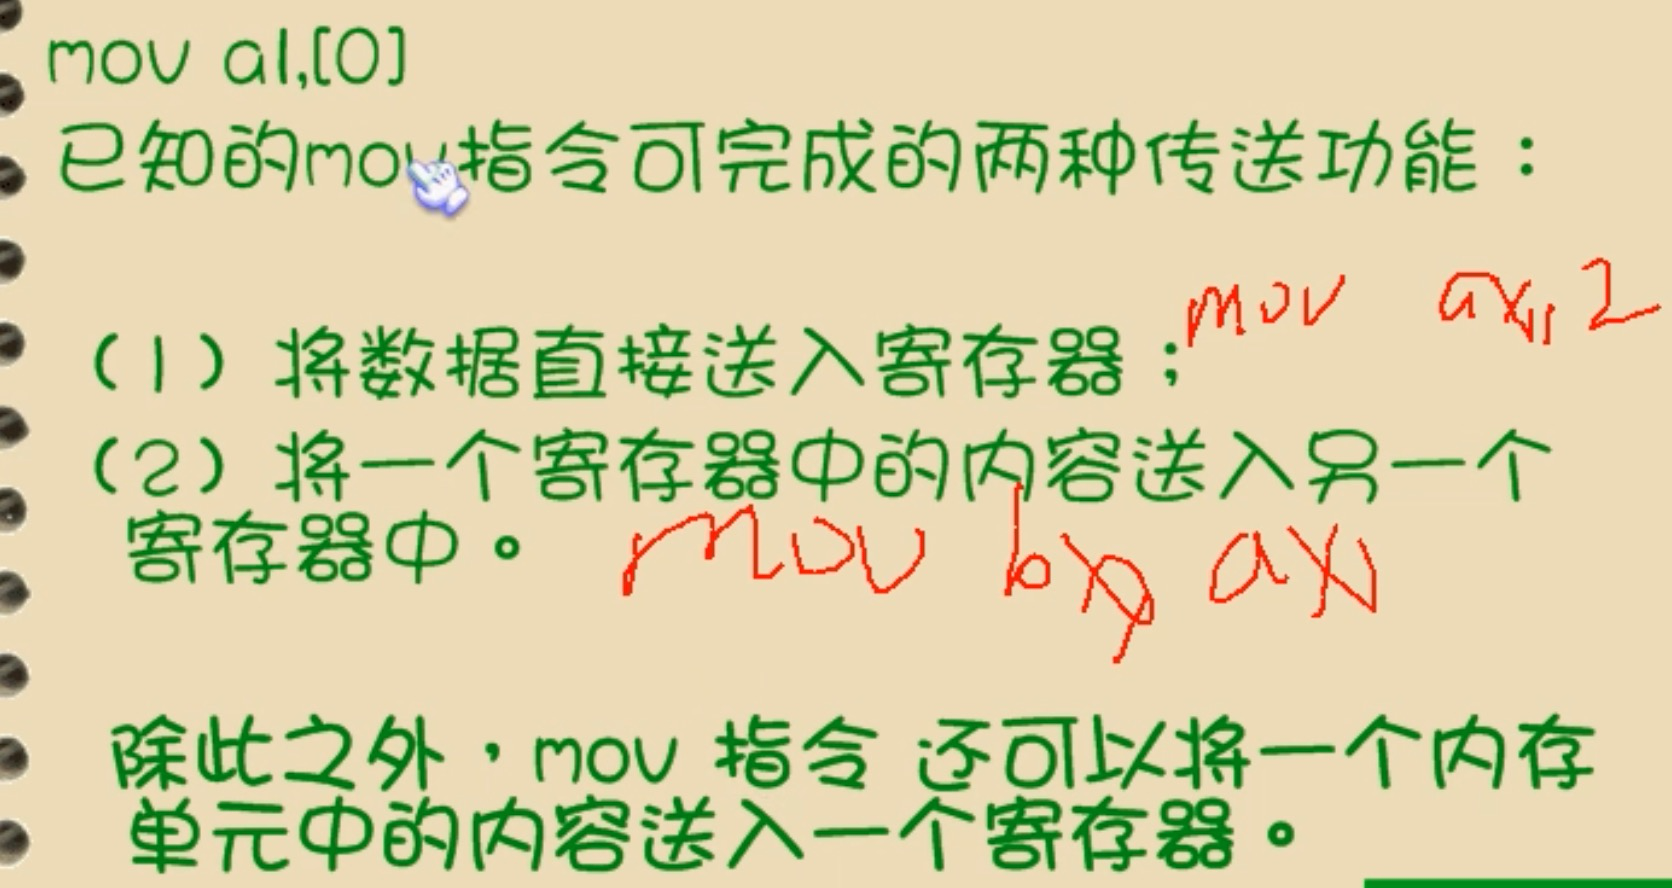 mov al,[0]
已知的mov指令可完成的两种传送功能：
mov ax, 2
（1）将数据直接送入寄存器；
（2）将一个寄存器中的内容送入另一个
寄存器中。
mov bx, ax
除此之外，mov 指令 还可以将一个内存
单元中的内容送入一个寄存器。